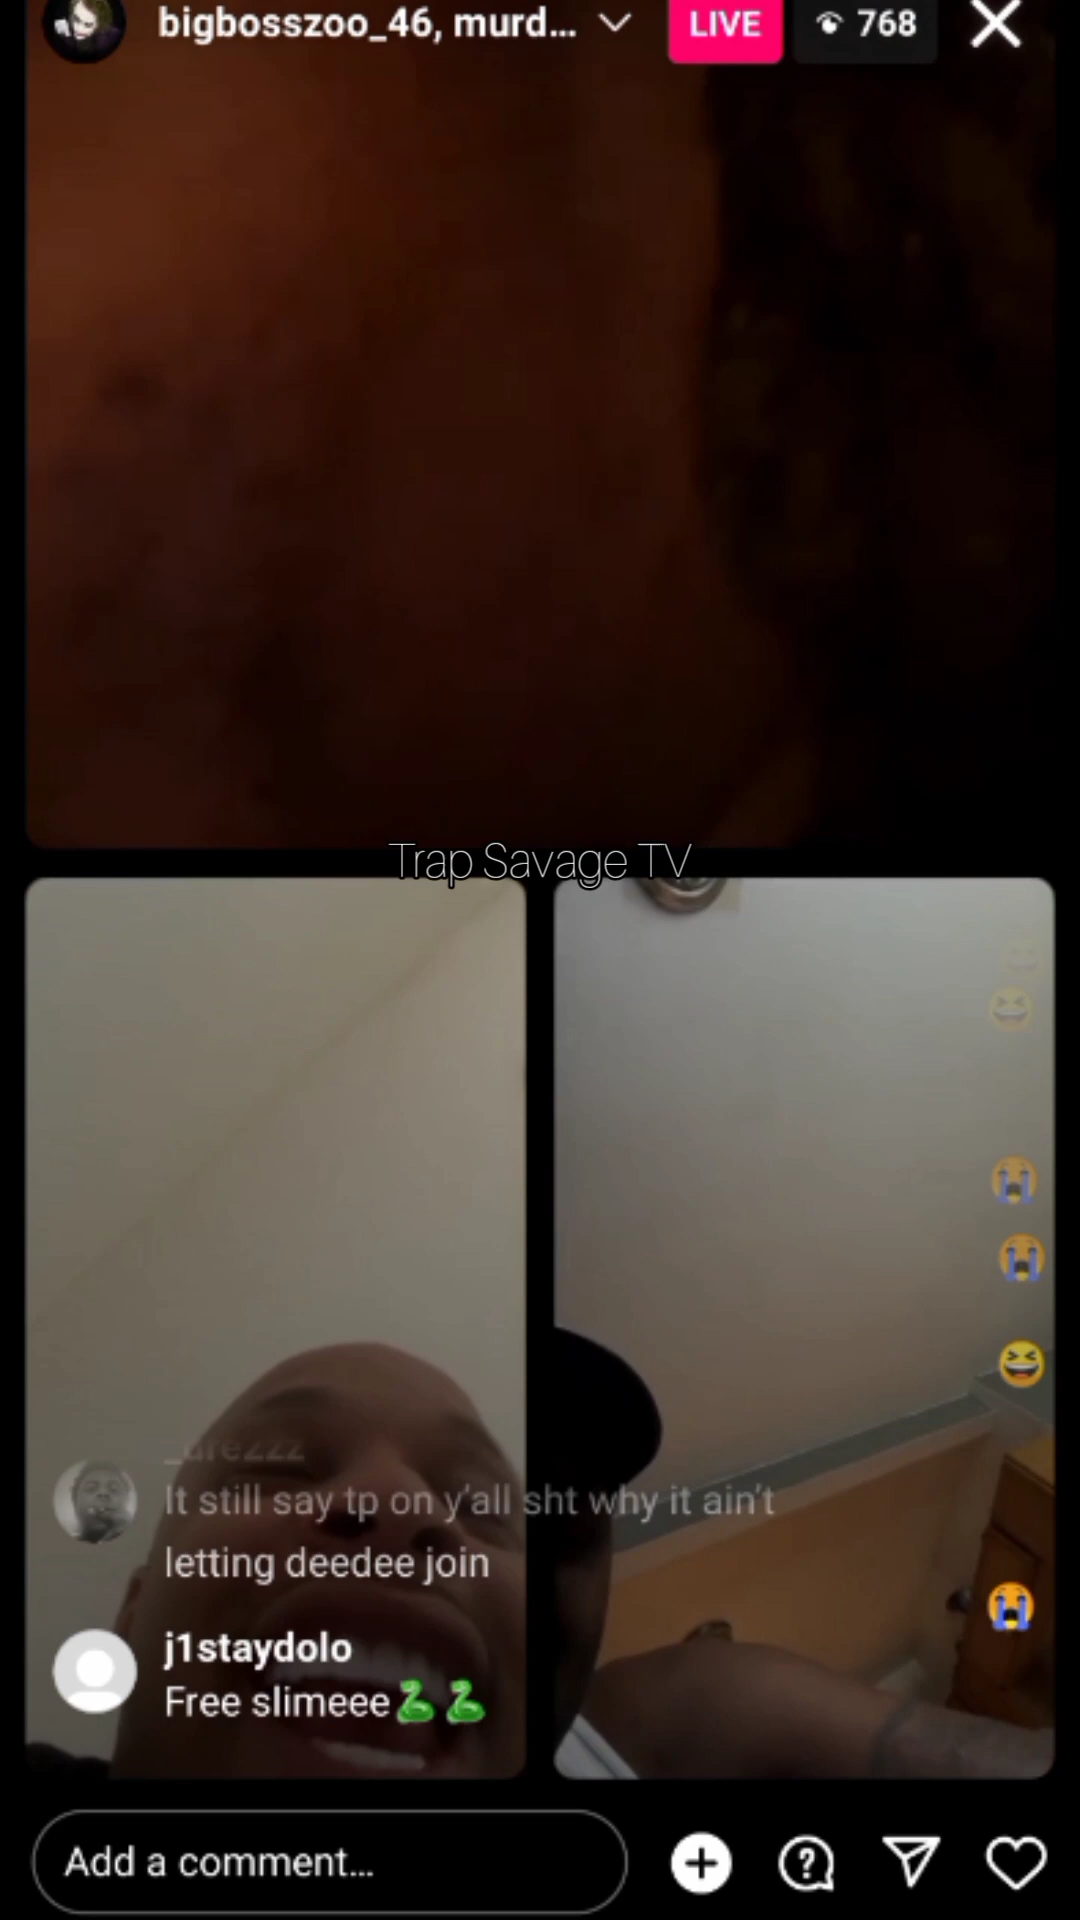 bigbosszoo_46, murd...
LIVE
768
Trap Savage TV
_drezzz
It still say tp on y'all sht why it ain't
letting deedee join
j1staydolo
Free slimeee🐍🐍
Add a comment...